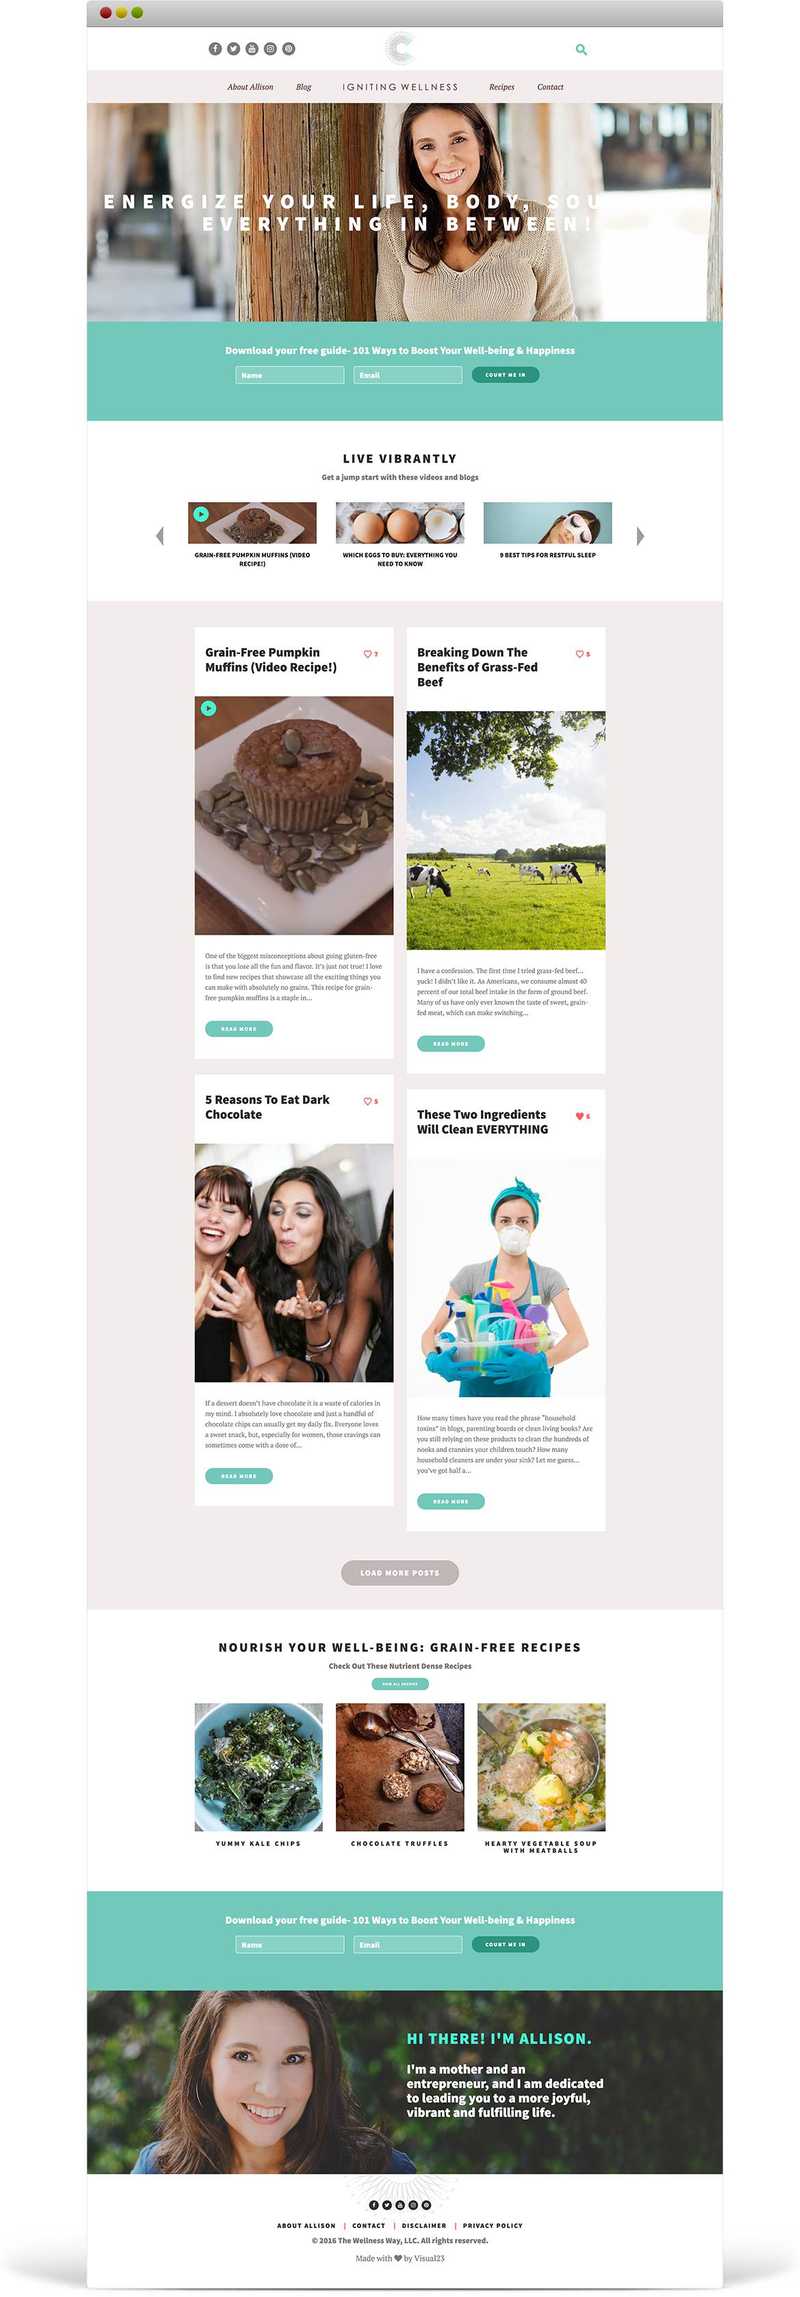 About Allison Blog IGNITING WELLNESS Recipes Contact
ENERGIZE YOUR LIFE, BODY, SOU
EVERYTHING IN BETWEEN!
Download your free guide- 101 Ways to Boost Your Well-being & Happiness
Name Email COUNT ME IN
LIVE VIBRANTLY
Get a jump start with these videos and blogs
GRAIN-FREE PUMPKIN MUFFINS (VIDEO
RECIPE!)
WHICH EGGS TO BUY: EVERYTHING YOU
NEED TO KNOW
9 BEST TIPS FOR RESTFUL SLEEP
Grain-Free Pumpkin
Muffins (Video Recipe!)
7
One of the biggest misconceptions about going gluten-free
is that you lose all the fun and flavor. It's just not true! I love
to find new recipes that showcase all the exciting things you
can make with absolutely no grains. This recipe for grain-
free pumpkin muffins is a staple in...
READ MORE
Breaking Down The
Benefits of Grass-Fed
Beef
5
I have a confession. The first time I tried grass-fed beef...
yuck! I didn't like it. As Americans, we consume almost 40
percent of our total beef intake in the form of ground beef.
Many of us have only ever known the taste of sweet, grain-
fed meat, which can make switching...
READ MORE
5 Reasons To Eat Dark
Chocolate
5
If a dessert doesn't have chocolate it is a waste of calories in
my mind. I absolutely love chocolate and just a handful of
chocolate chips can usually get my daily fix. Everyone loves
a sweet snack, but, especially for women, those cravings can
sometimes come with a dose of...
READ MORE
These Two Ingredients
Will Clean EVERYTHING
6
How many times have you read the phrase "household
toxins" in blogs, parenting boards or clean living books? Are
you still relying on these products to clean the hundreds of
nooks and crannies your children touch? How many
household cleaners are under your sink? Let me guess...
you've got half a...
READ MORE
LOAD MORE POSTS
NOURISH YOUR WELL-BEING: GRAIN-FREE RECIPES
Check Out These Nutrient Dense Recipes
VIEW ALL RECIPES
YUMMY KALE CHIPS
CHOCOLATE TRUFFLES
HEARTY VEGETABLE SOUP
WITH MEATBALLS
Download your free guide- 101 Ways to Boost Your Well-being & Happiness
Name Email COUNT ME IN
HI THERE! I'M ALLISON.
I'm a mother and an
entrepreneur, and I am dedicated
to leading you to a more joyful,
vibrant and fulfilling life.
ABOUT ALLISON | CONTACT | DISCLAIMER | PRIVACY POLICY
© 2016 The Wellness Way, LLC. All rights reserved.
Made with ♥ by Visual23